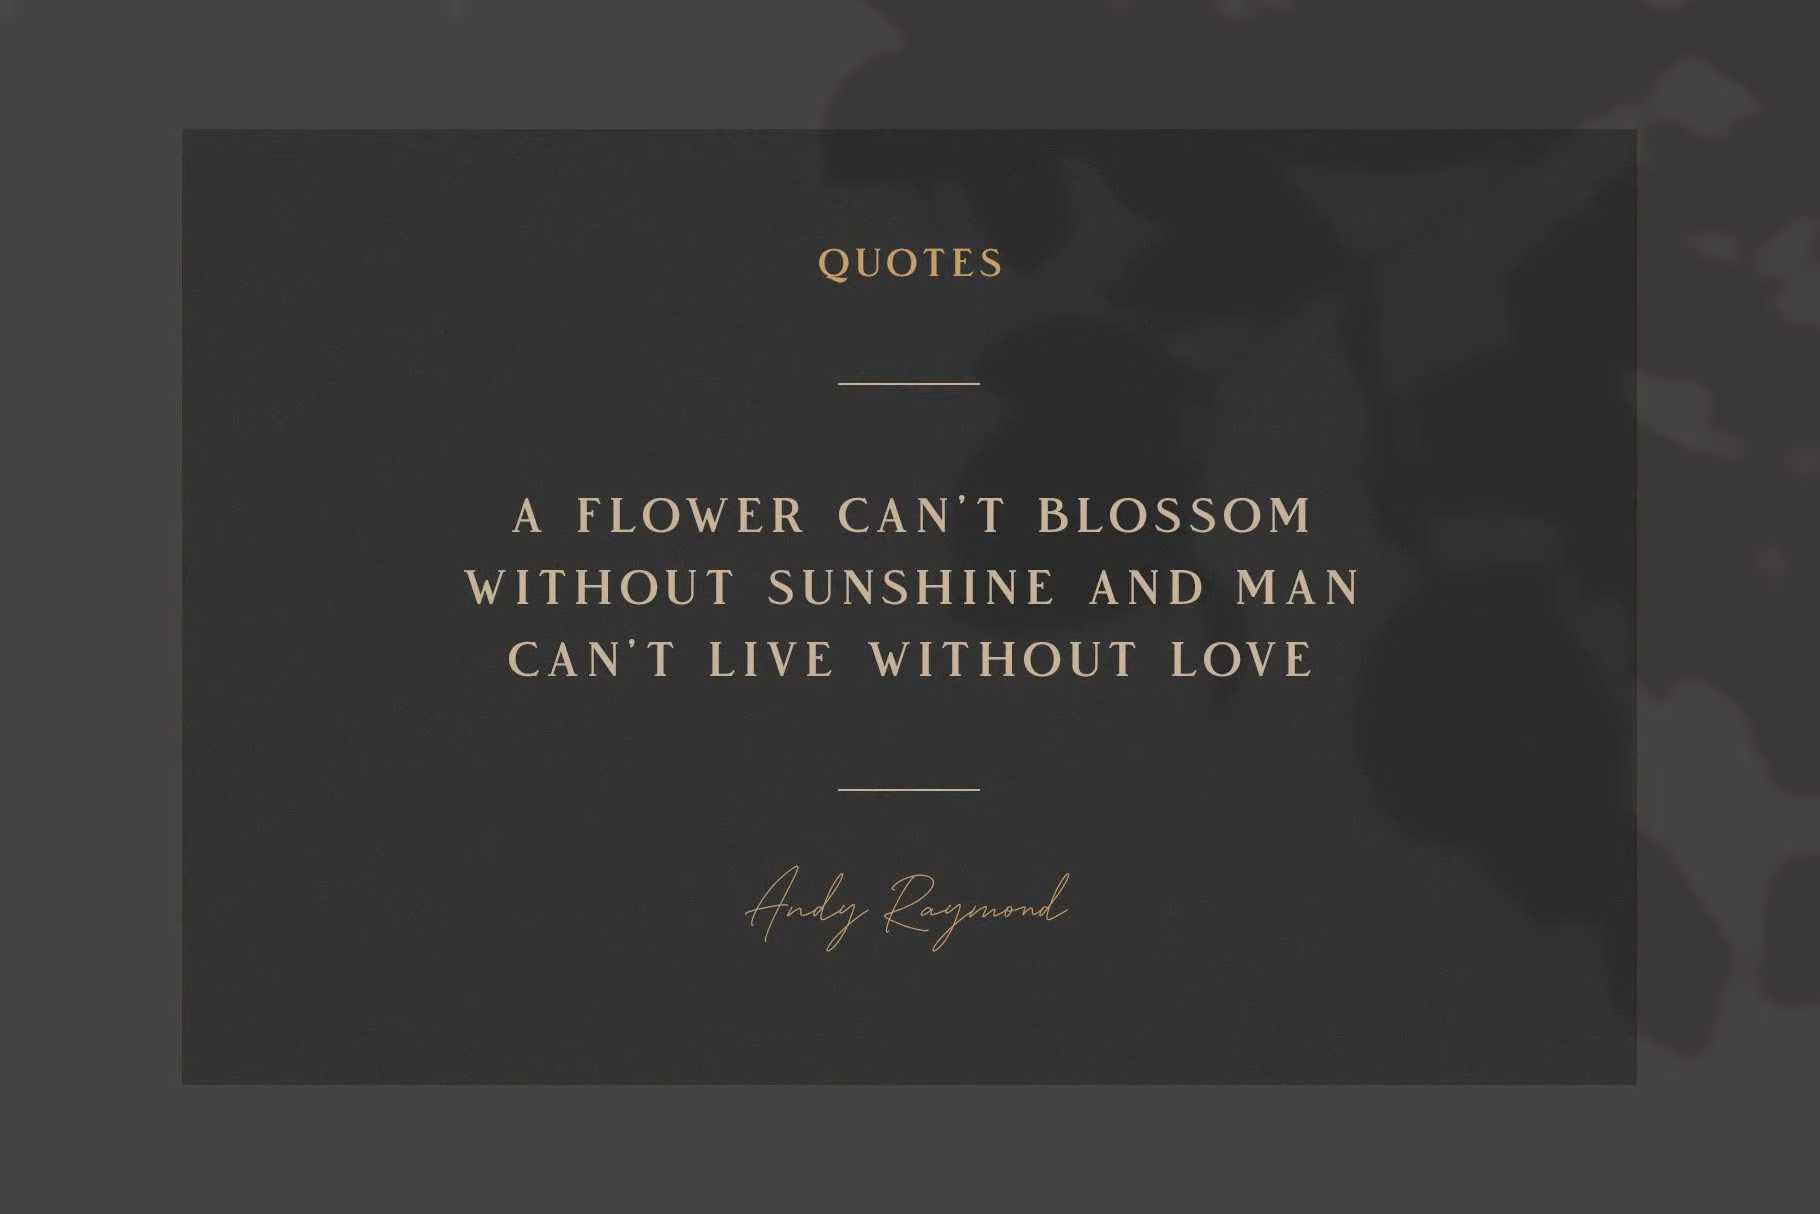 QUOTES
A FLOWER CAN'T BLOSSOM
WITHOUT SUNSHINE AND MAN
CAN'T LIVE WITHOUT LOVE
Andy Raymond